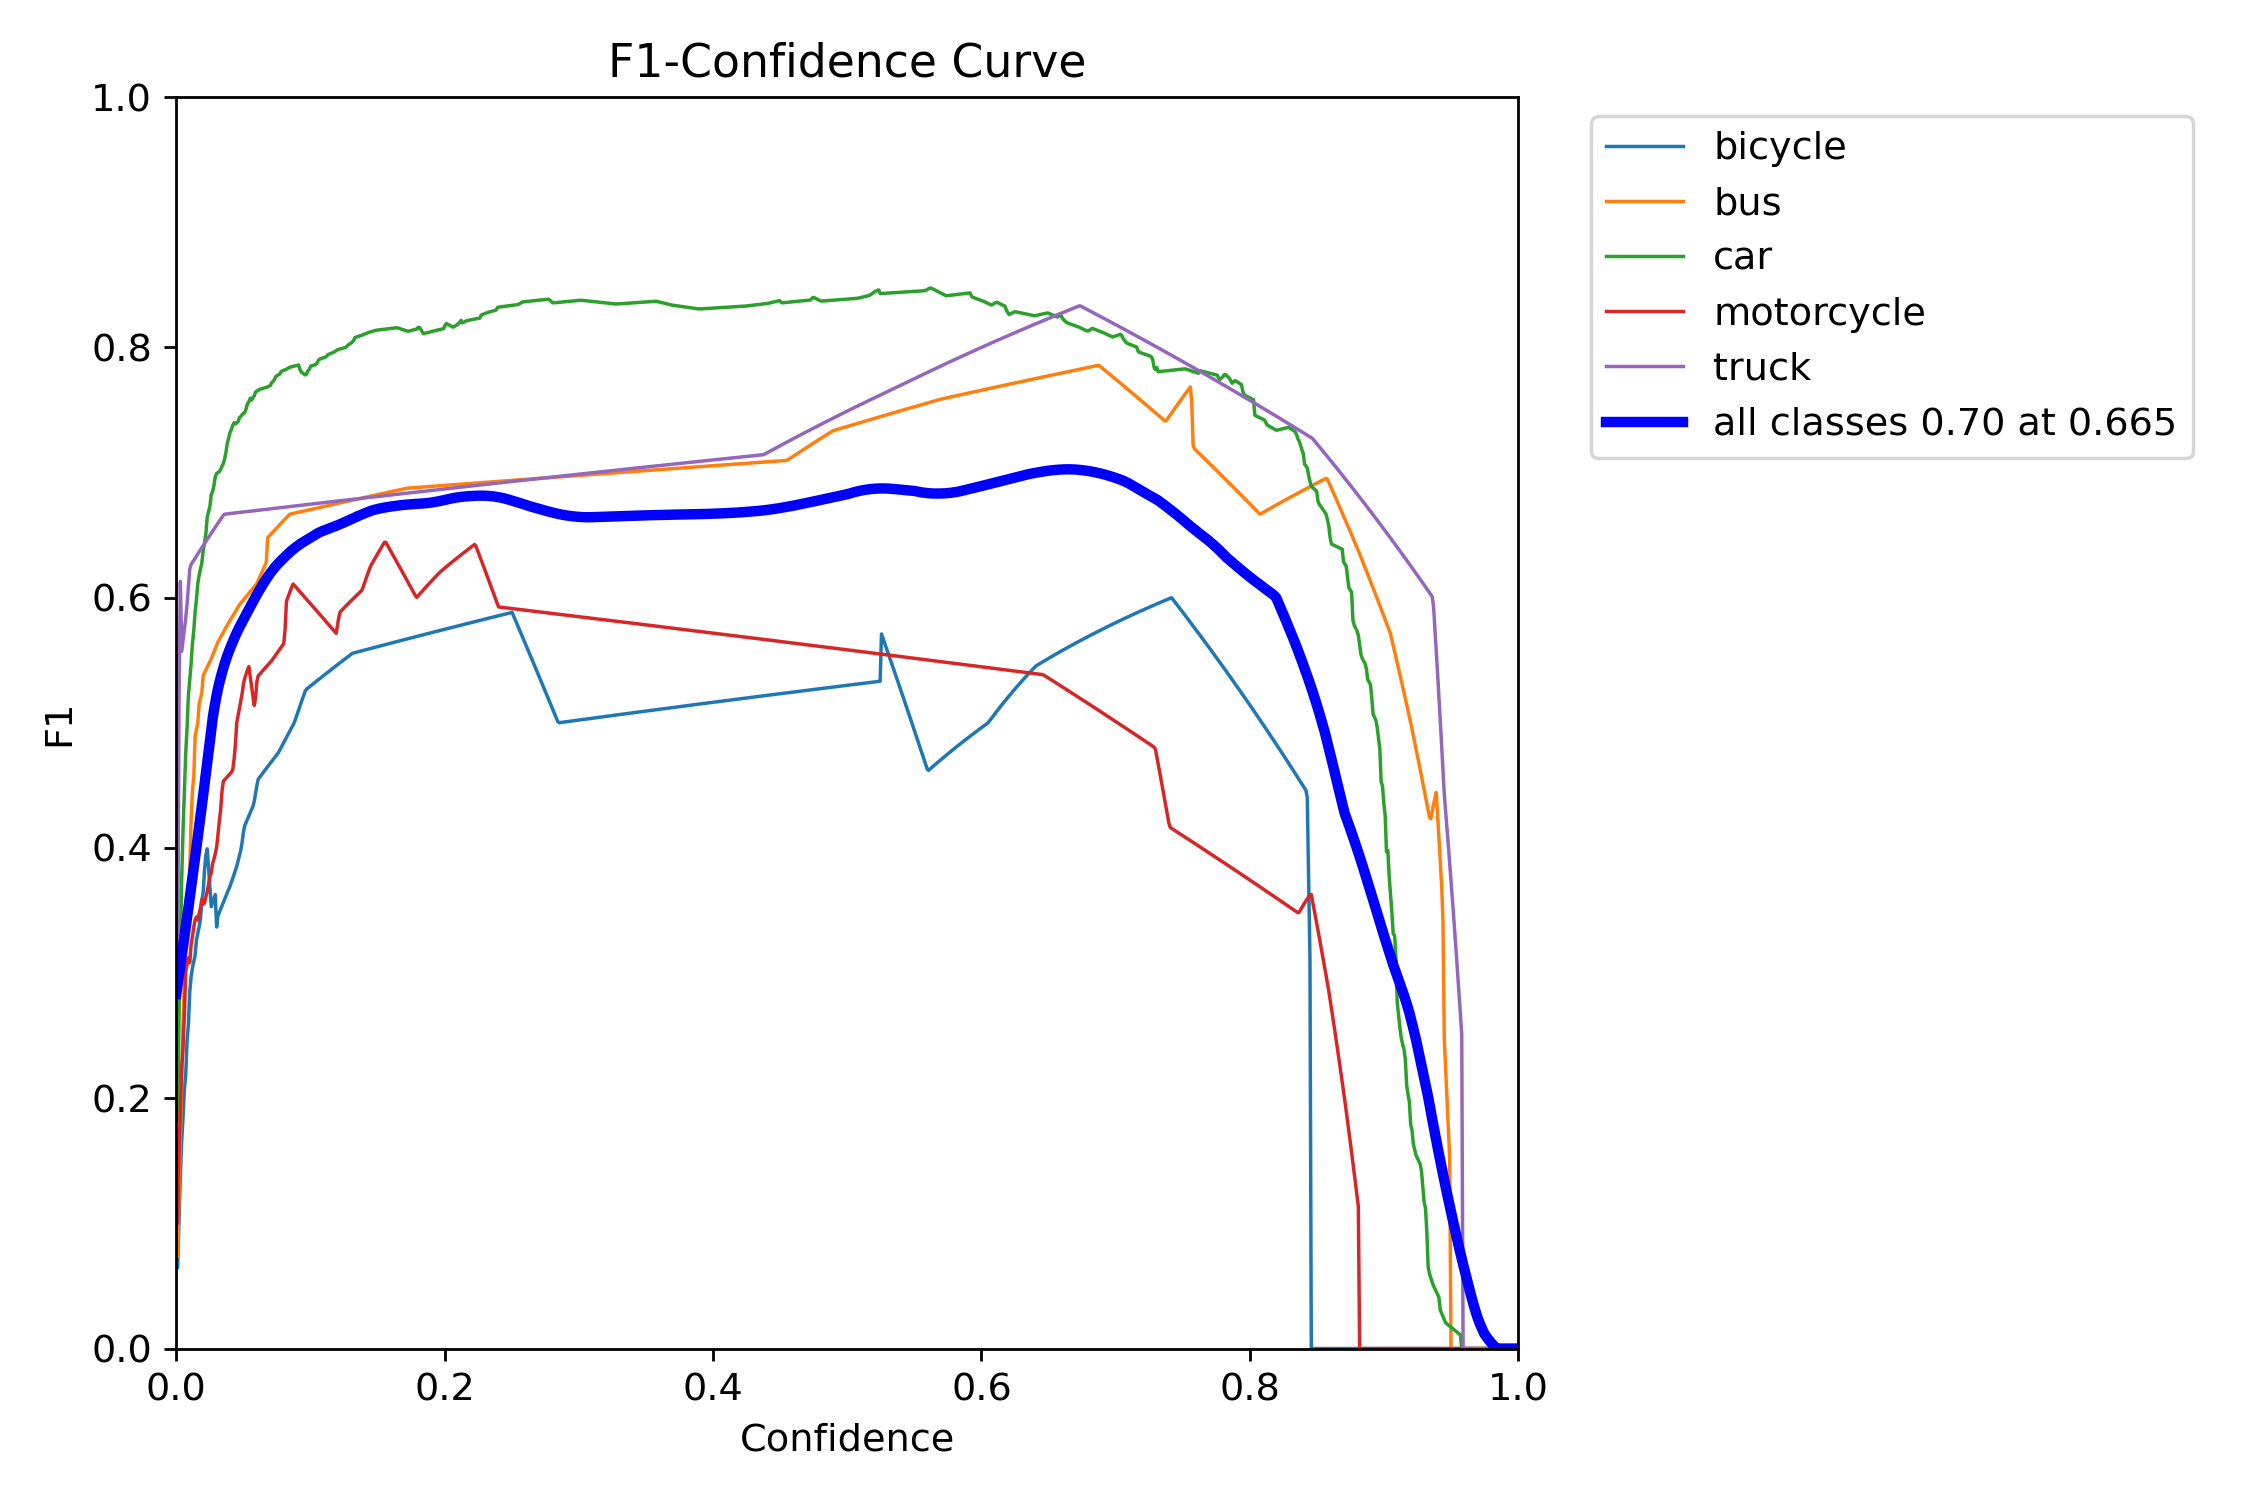 F1-Confidence Curve
1.0
0.8
0.6
0.4
0.2
0.0
F1
0.0 0.2 0.4 0.6 0.8 1.0
Confidence
bicycle
bus
car
motorcycle
truck
all classes 0.70 at 0.665